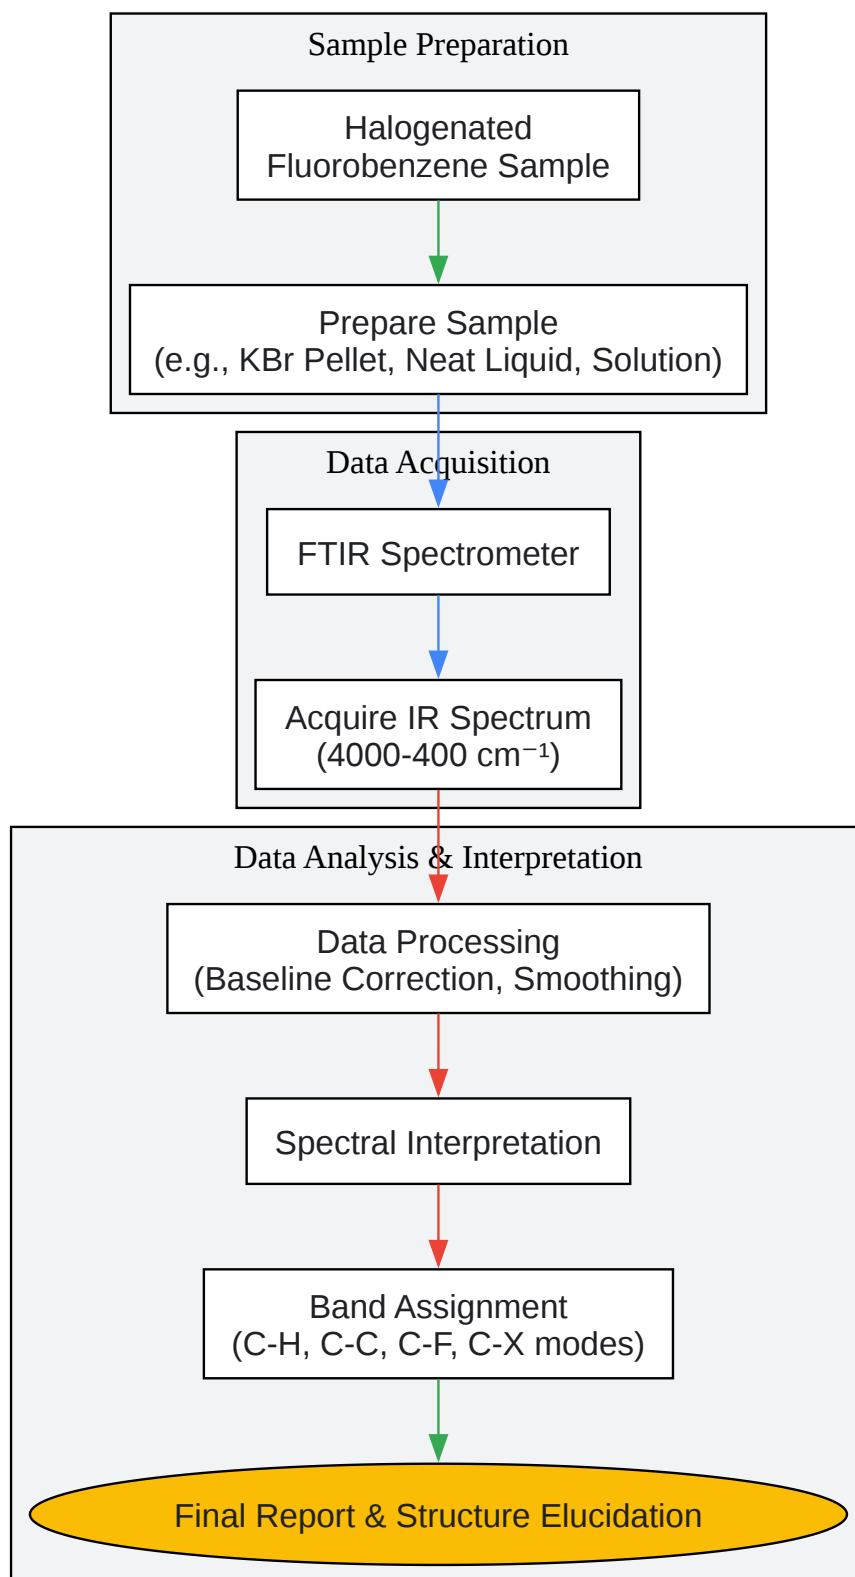 Sample Preparation
Halogenated
Fluorobenzene Sample
Prepare Sample
(e.g., KBr Pellet, Neat Liquid, Solution)
Data Acquisition
FTIR Spectrometer
Acquire IR Spectrum
(4000-400 cm⁻¹)
Data Analysis & Interpretation
Data Processing
(Baseline Correction, Smoothing)
Spectral Interpretation
Band Assignment
(C-H, C-C, C-F, C-X modes)
Final Report & Structure Elucidation